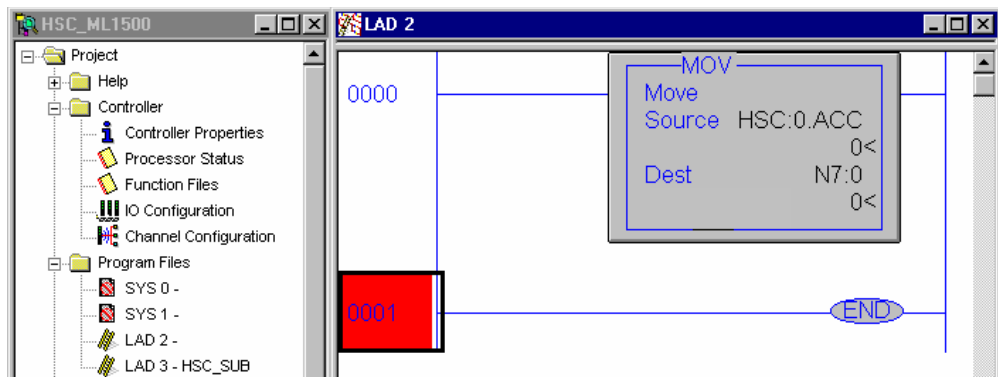 HSC_ML1500
Project
Help
Controller
Controller Properties
Processor Status
Function Files
IO Configuration
Channel Configuration
Program Files
SYS 0 -
SYS 1 -
LAD 2 -
LAD 3 - HSC_SUB
LAD 2
0000
MOV
Move
Source HSC:0.ACC
0<
Dest N7:0
0<
0001
END